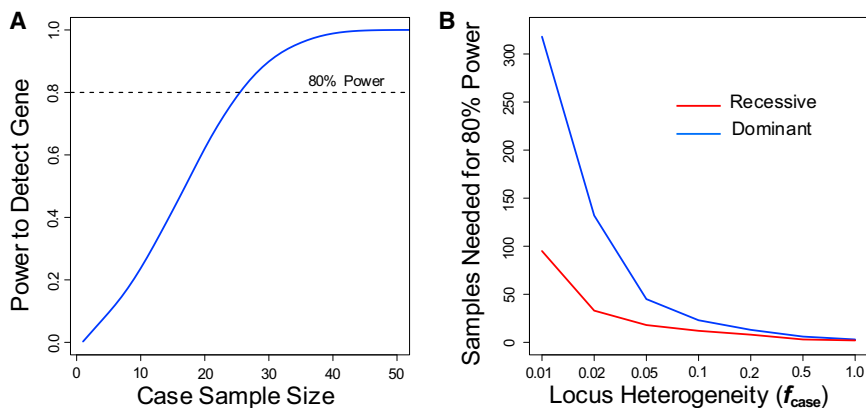 A
Power to Detect Gene
0.0 0.2 0.4 0.6 0.8 1.0
80% Power
0 10 20 30 40 50
Case Sample Size
B
Samples Needed for 80% Power
0 50 100 150 200 250 300
Recessive
Dominant
0.01 0.02 0.05 0.1 0.2 0.5 1.0
Locus Heterogeneity (fcase)